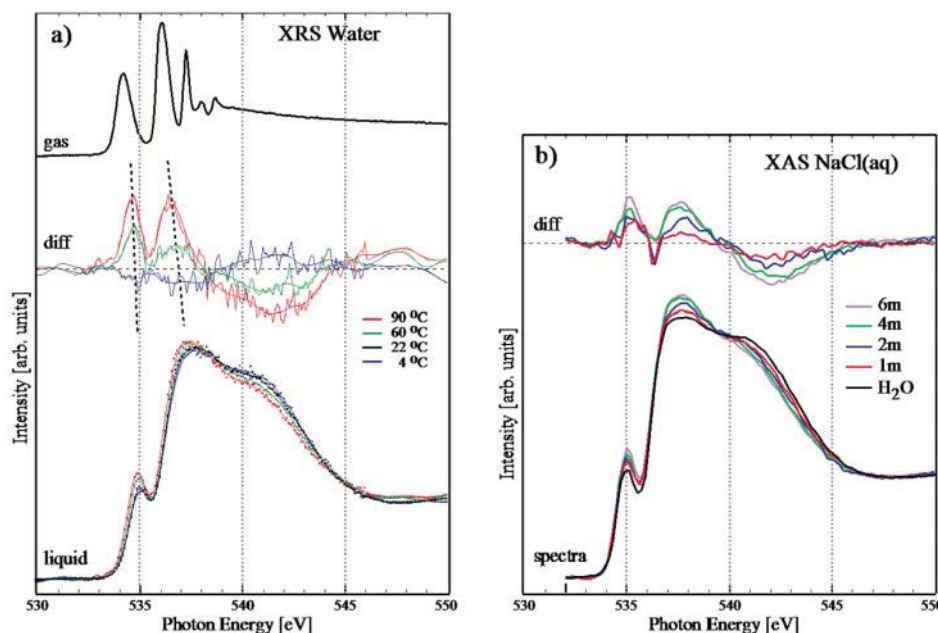 a)
XRS Water
gas
diff
90 °C
60 °C
22 °C
4 °C
liquid
Intensity [arb. units]
530
535
540
545
550
Photon Energy [eV]
b)
XAS NaCl(aq)
diff
6m
4m
2m
1m
H₂O
spectra
Intensity [arb. units]
530
535
540
545
550
Photon Energy [eV]